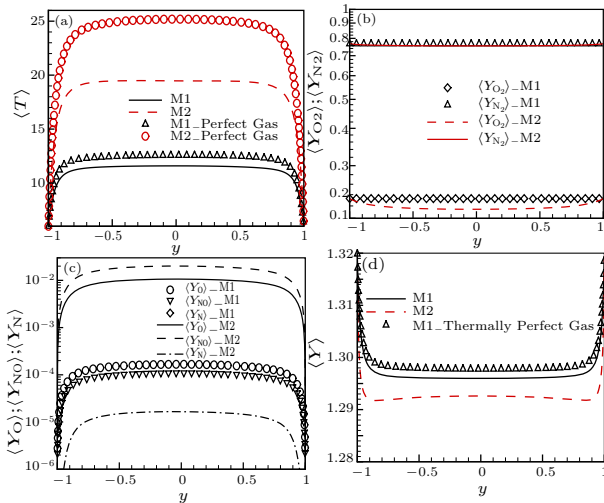 (a)
25
20
15
10
⟨T⟩
M1
M2
M1_Perfect Gas
M2_Perfect Gas
−1 −0.5 0 0.5 1
y
(b)
0.9
0.8
0.7
0.6
0.5
0.4
0.3
0.2
0.1
⟨Y_O2⟩;⟨Y_N2⟩
⟨Y_O₂⟩_M1
⟨Y_N₂⟩_M1
⟨Y_O₂⟩_M2
⟨Y_N₂⟩_M2
−1 −0.5 0 0.5 1
y
(c)
10⁻²
10⁻³
10⁻⁴
10⁻⁵
10⁻⁶
⟨Y_O⟩;⟨Y_NO⟩;⟨Y_N⟩
⟨Y_O⟩_M1
⟨Y_NO⟩_M1
⟨Y_N⟩_M1
⟨Y_O⟩_M2
⟨Y_NO⟩_M2
⟨Y_N⟩_M2
−1 −0.5 0 0.5 1
y
1.32
(d)
1.31
1.30
1.29
1.28
⟨Y⟩
M1
M2
M1_Thermally Perfect Gas
−1 −0.5 0 0.5 1
y